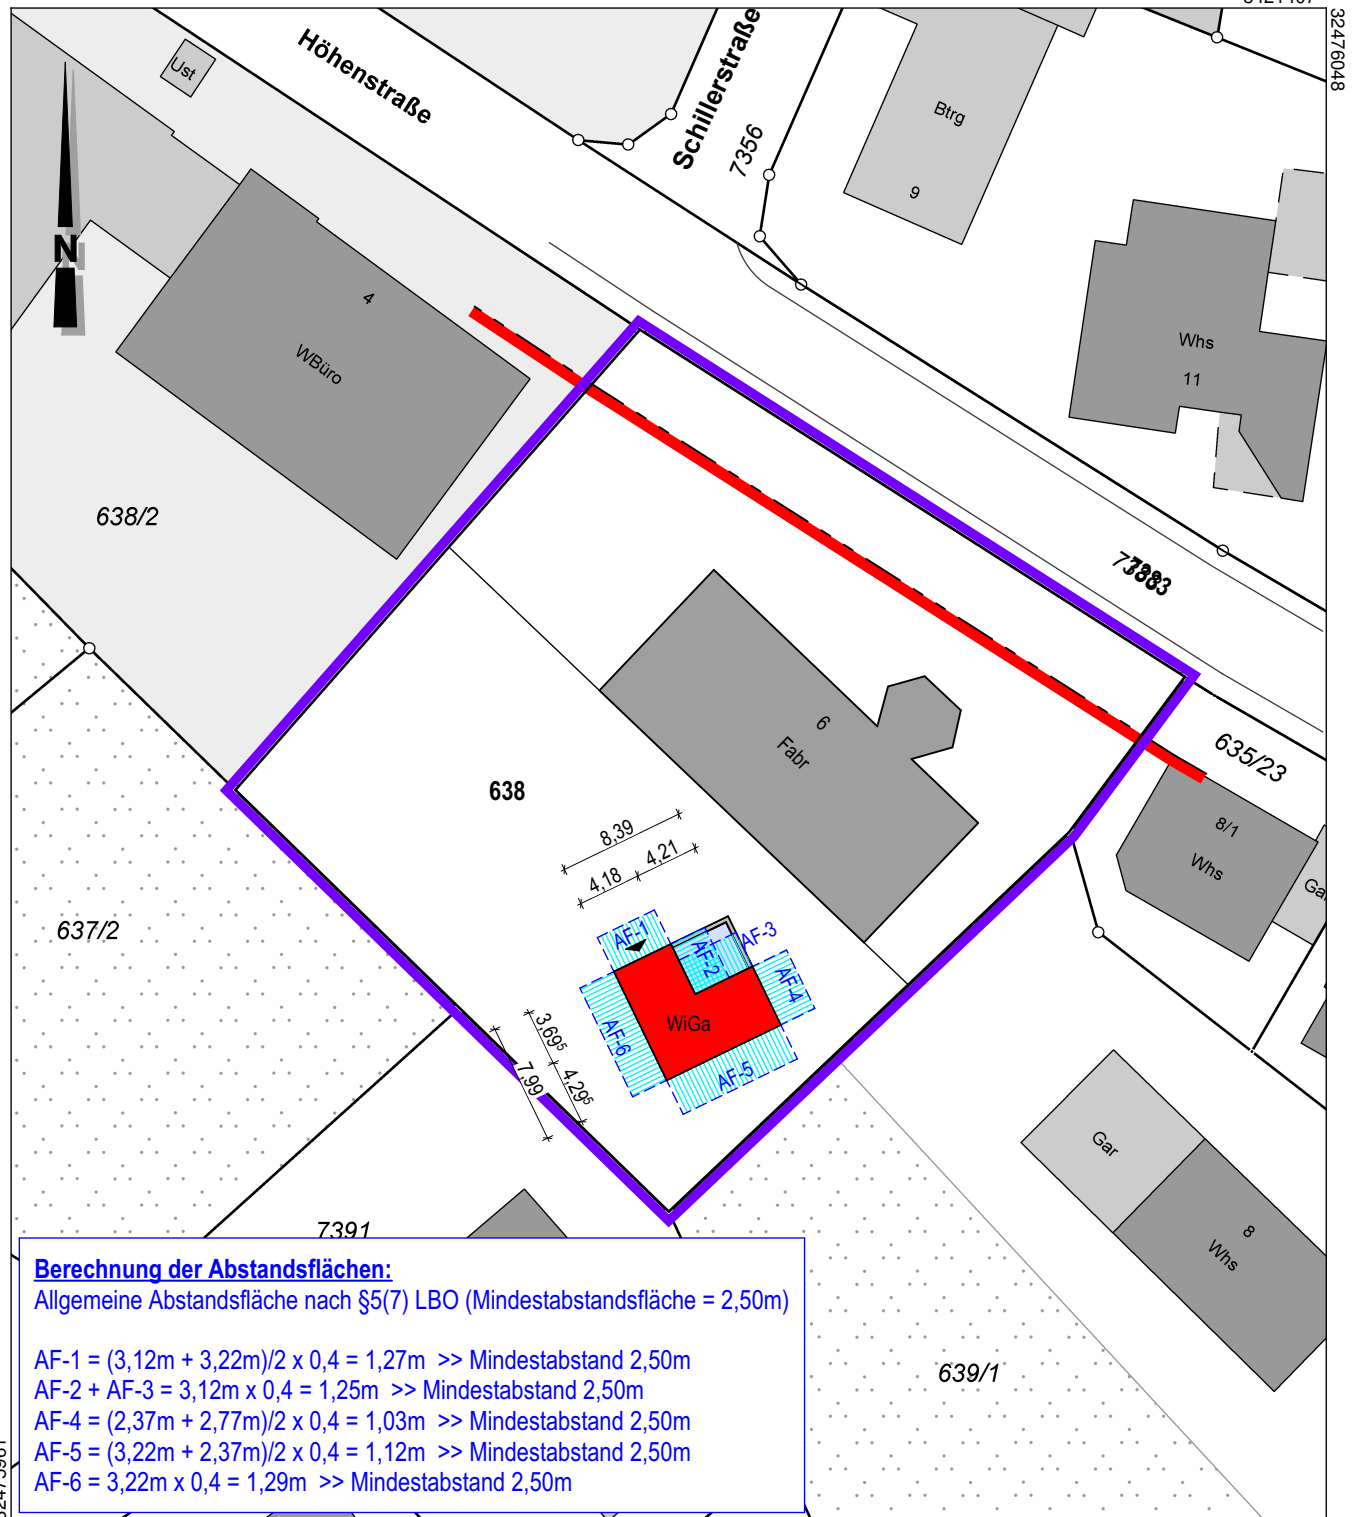 32476048
Höhenstraße
Schillerstraße
7356
Ust
Btrg
9
N
4
WBüro
Whs
11
638/2
635/23
6
Fabr
638
8/1
Whs
8,39
4,18
4,21
637/2
AF-1
AF-2
AF-3
AF-4
WiGa
AF-6
AF-5
3,69⁵
4,29⁵
7,99
Gar
8
Whs
7391
639/1
Berechnung der Abstandsflächen:
Allgemeine Abstandsfläche nach §5(7) LBO (Mindestabstandsfläche = 2,50m)
AF-1 = (3,12m + 3,22m)/2 x 0,4 = 1,27m >> Mindestabstand 2,50m
AF-2 + AF-3 = 3,12m x 0,4 = 1,25m >> Mindestabstand 2,50m
AF-4 = (2,37m + 2,77m)/2 x 0,4 = 1,03m >> Mindestabstand 2,50m
AF-5 = (3,22m + 2,37m)/2 x 0,4 = 1,12m >> Mindestabstand 2,50m
AF-6 = 3,22m x 0,4 = 1,29m >> Mindestabstand 2,50m